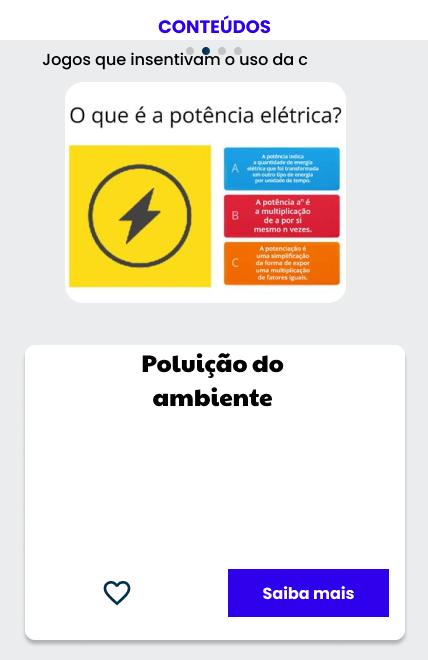 CONTEÚDOS
Jogos que insentivam o uso da c
O que é a potência elétrica?
A
A potência indica
a quantidade de energia
elétrica que foi transformada
em outro tipo de energia
por unidade de tempo.
B
A potência aⁿ é
a multiplicação
de a por si
mesmo n vezes.
C
A potenciação é
uma simplificação
da forma de expor
uma multiplicação
de fatores iguais.
Poluição do
ambiente
Saiba mais